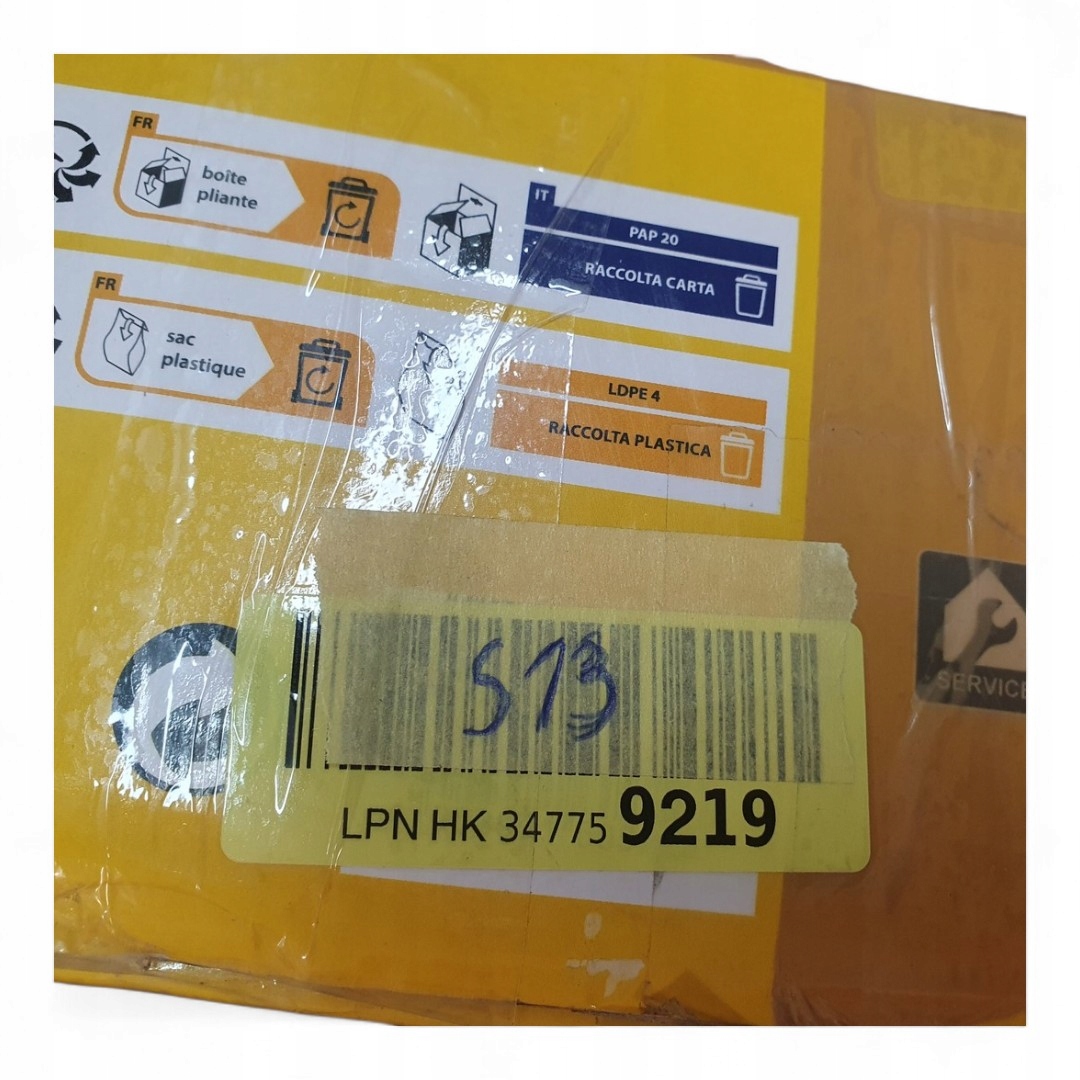 FR
boîte
pliante
IT
PAP 20
RACCOLTA CARTA
FR
sac
plastique
LDPE 4
RACCOLTA PLASTICA
SERVICE
513
LPN HK 34775 9219